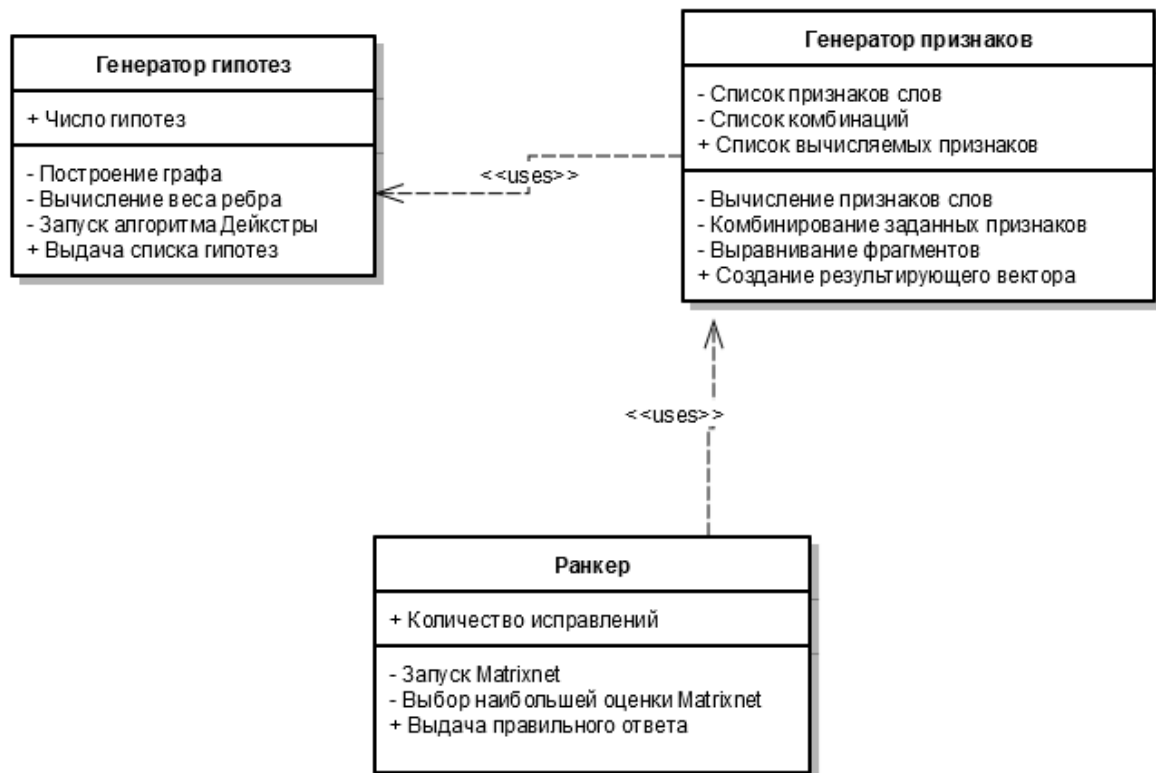 Генератор гипотез
+ Число гипотез
- Построение графа
- Вычисление веса ребра
- Запуск алгоритма Дейкстры
+ Выдача списка гипотез
<<uses>>
Генератор признаков
- Список признаков слов
- Список комбинаций
+ Список вычисляемых признаков
- Вычисление признаков слов
- Комбинирование заданных признаков
- Выравнивание фрагментов
+ Создание результирующего вектора
<<uses>>
Ранкер
+ Количество исправлений
- Запуск Matrixnet
- Выбор наибольшей оценки Matrixnet
+ Выдача правильного ответа